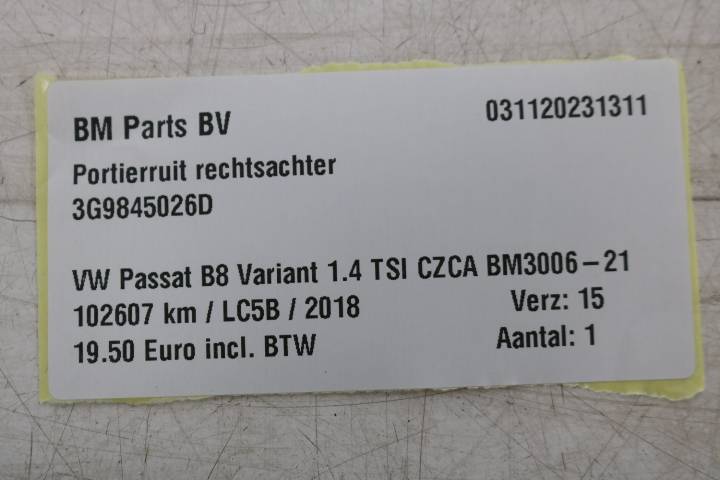 BM Parts BV 031120231311
Portierruit rechtsachter
3G9845026D
VW Passat B8 Variant 1.4 TSI CZCA BM3006-21
102607 km / LC5B / 2018 Verz: 15
19.50 Euro incl. BTW Aantal: 1